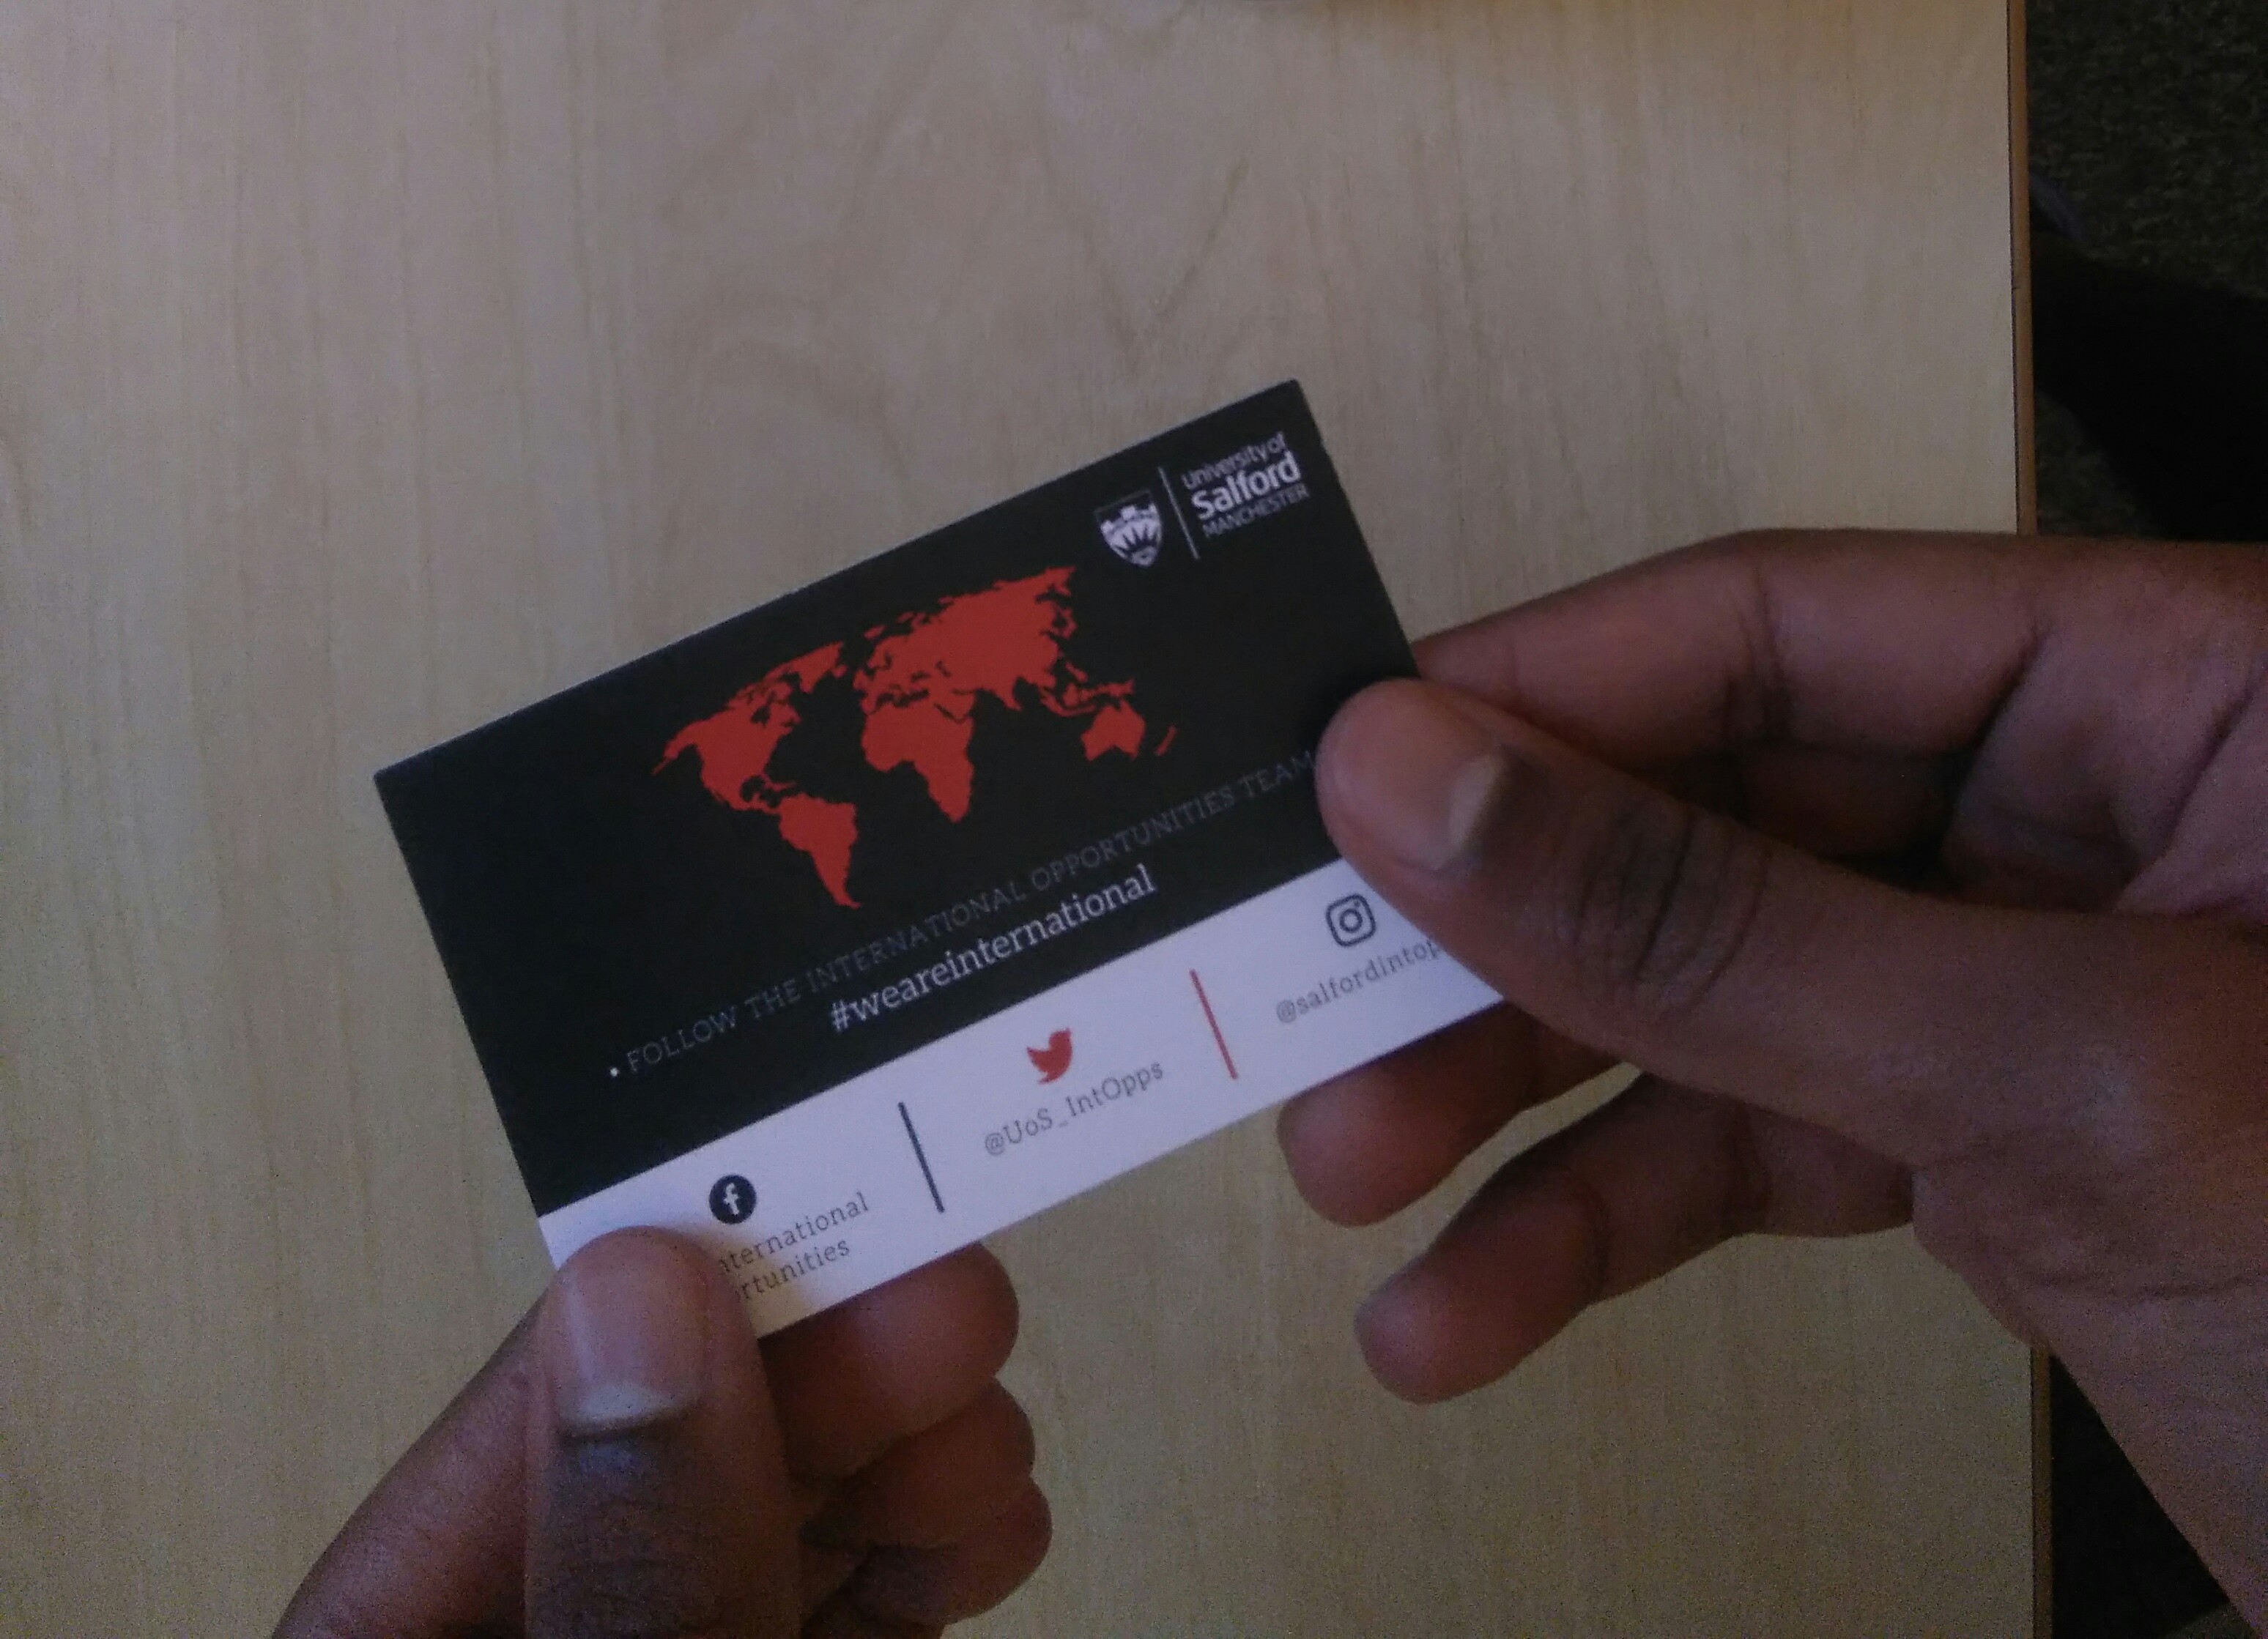 University of
Salford
MANCHESTER
• FOLLOW THE INTERNATIONAL OPPORTUNITIES TEAM
#weareinternational
@UoS_IntOpps